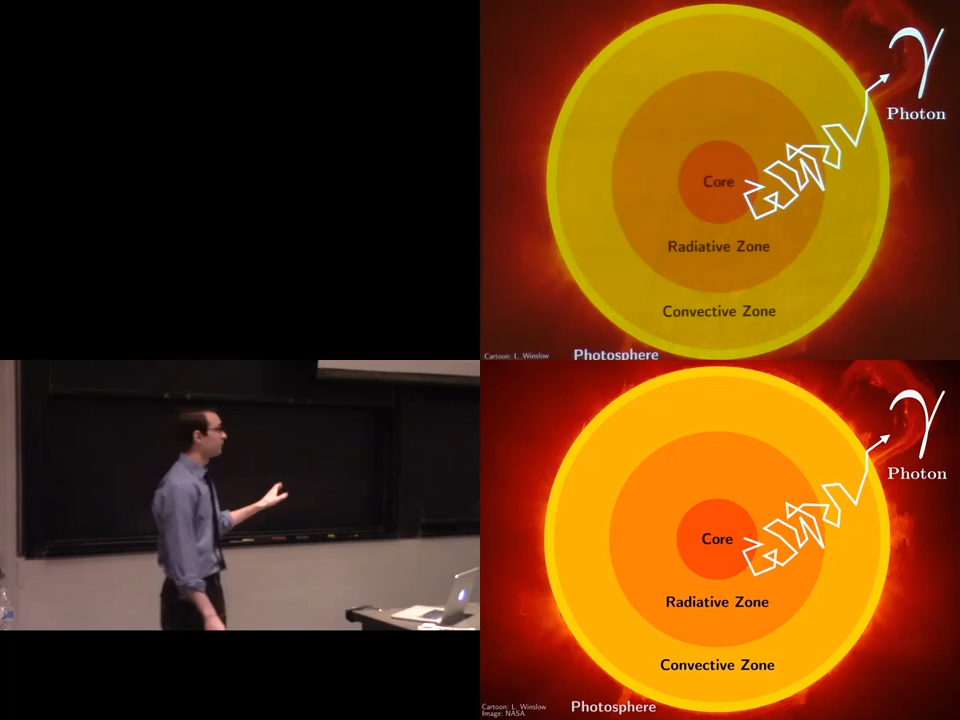 γ
Photon
Core
Radiative Zone
Convective Zone
Cartoon: L. Winslow
Photosphere
γ
Photon
Core
Radiative Zone
Convective Zone
Cartoon: L. Winslow
Image: NASA
Photosphere